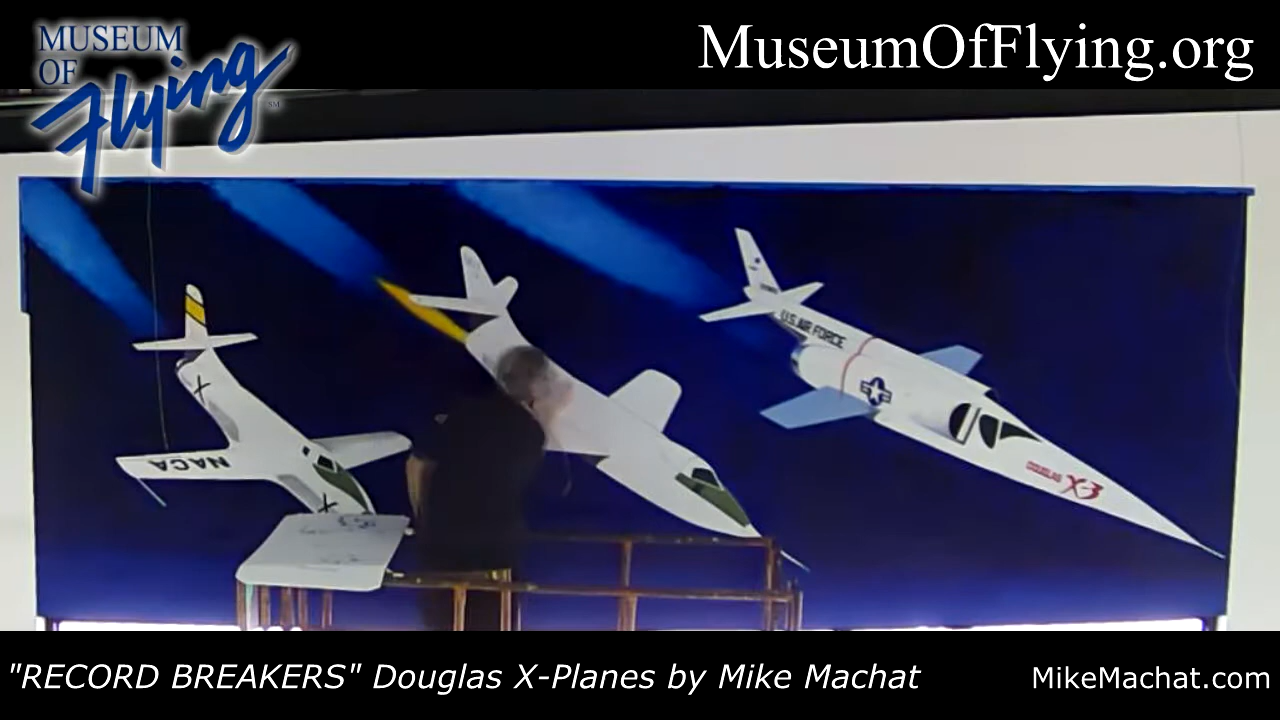 MUSEUM
OF
Flying
SM
MuseumOfFlying.org
U.S. AIR FORCE
X
NACA
X
DOUGLAS X-3
"RECORD BREAKERS" Douglas X-Planes by Mike Machat
MikeMachat.com